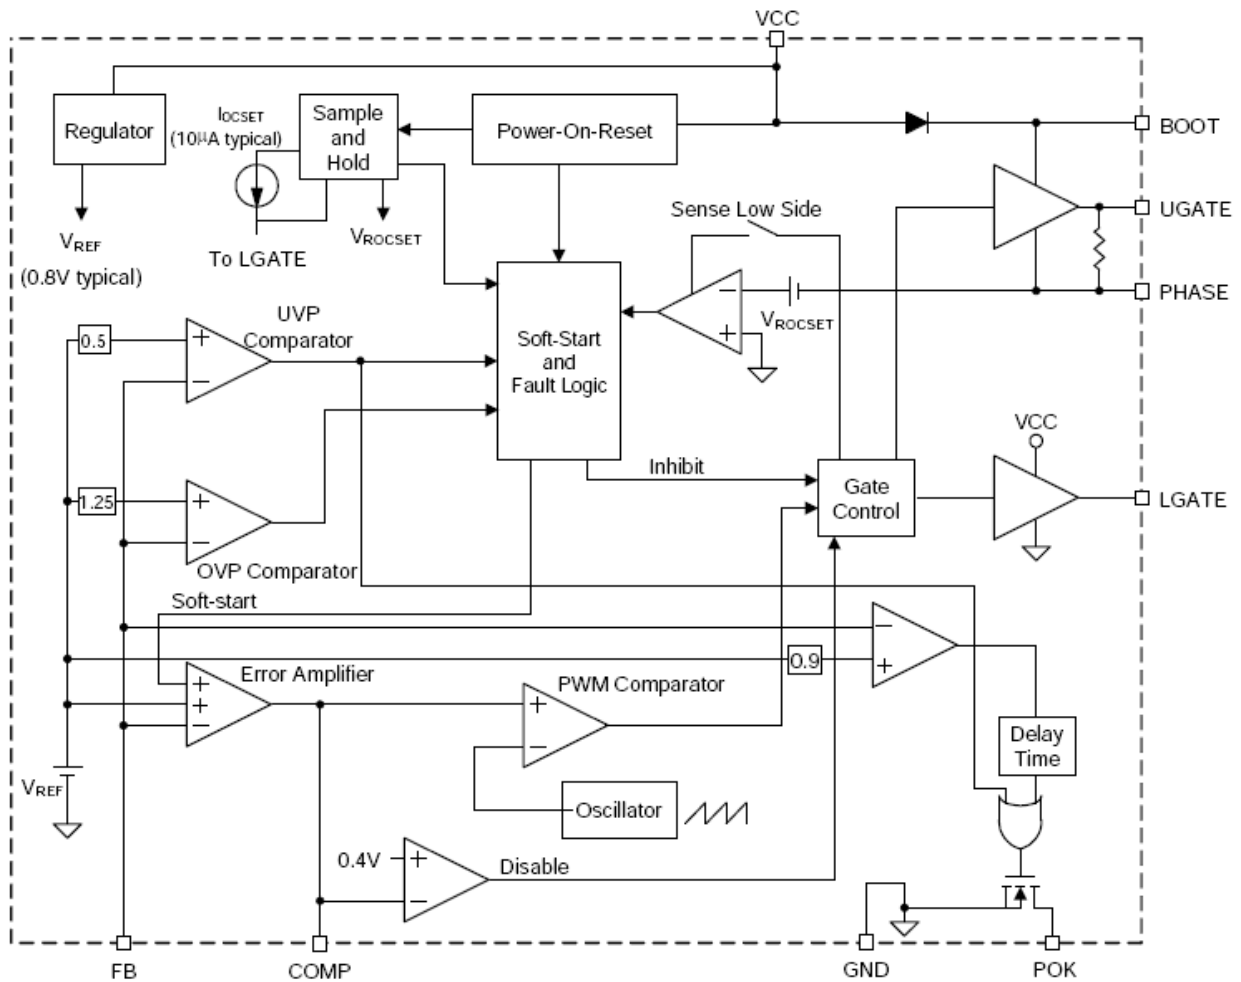 VCC
Regulator
IOCSET
(10µA typical)
Sample
and
Hold
Power-On-Reset
BOOT
UGATE
PHASE
Sense Low Side
VREF
(0.8V typical)
To LGATE
VROCSET
UVP
Comparator
0.5
+
−
Soft-Start
and
Fault Logic
−
+
VROCSET
VCC
LGATE
Inhibit
Gate
Control
1.25
+
−
OVP Comparator
Soft-start
−
+
0.9
Error Amplifier
+
+
−
PWM Comparator
+
−
Delay
Time
VREF
Oscillator
0.4V
+
−
Disable
FB
COMP
GND
POK